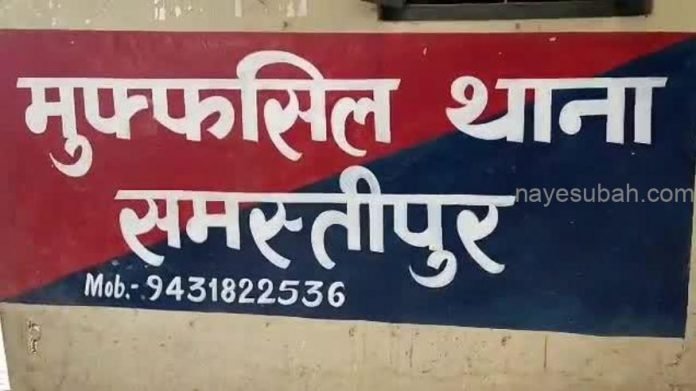 मुफ्फसिल थाना
समस्तीपुर
nayesubah.com
Mob.- 9431822536